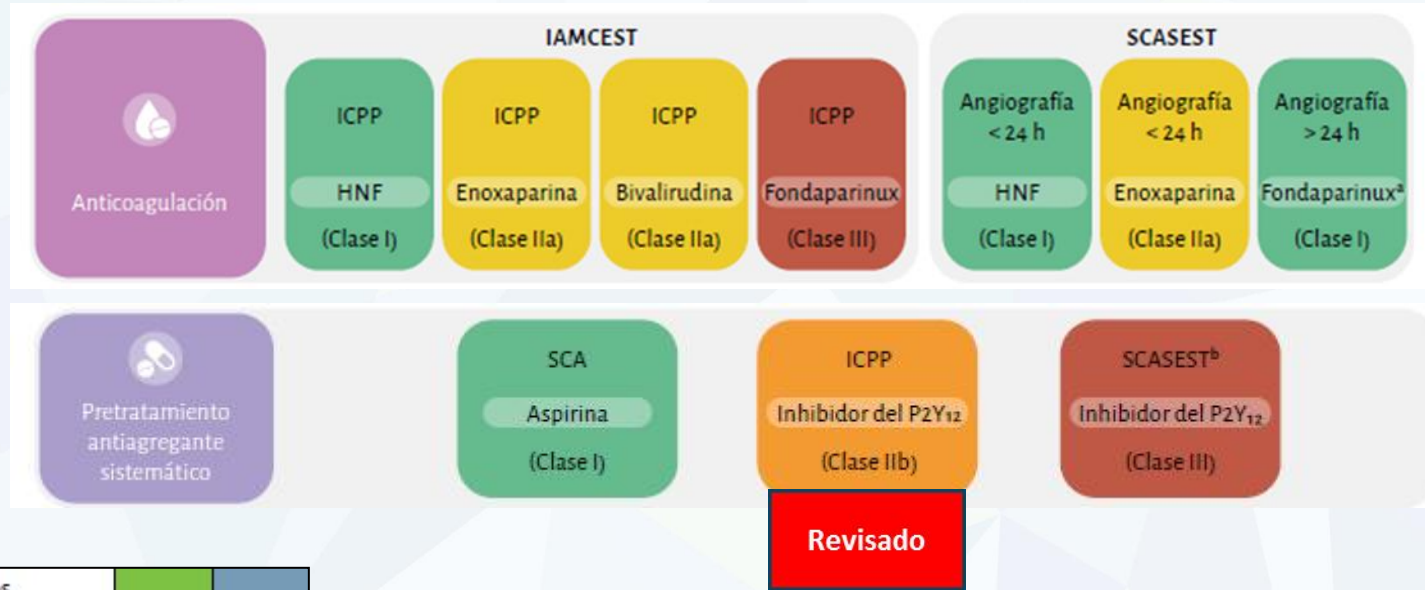 IAMCEST
SCASEST
Anticoagulación
ICPP
HNF
(Clase I)
ICPP
Enoxaparina
(Clase IIa)
ICPP
Bivalirudina
(Clase IIa)
ICPP
Fondaparinux
(Clase III)
Angiografía
< 24 h
HNF
(Clase I)
Angiografía
< 24 h
Enoxaparina
(Clase IIa)
Angiografía
> 24 h
Fondaparinuxᵃ
(Clase I)
Pretratamiento
antiagregante
sistemático
SCA
Aspirina
(Clase I)
ICPP
Inhibidor del P2Y₁₂
(Clase IIb)
SCASESTᵇ
Inhibidor del P2Y₁₂
(Clase III)
Revisado